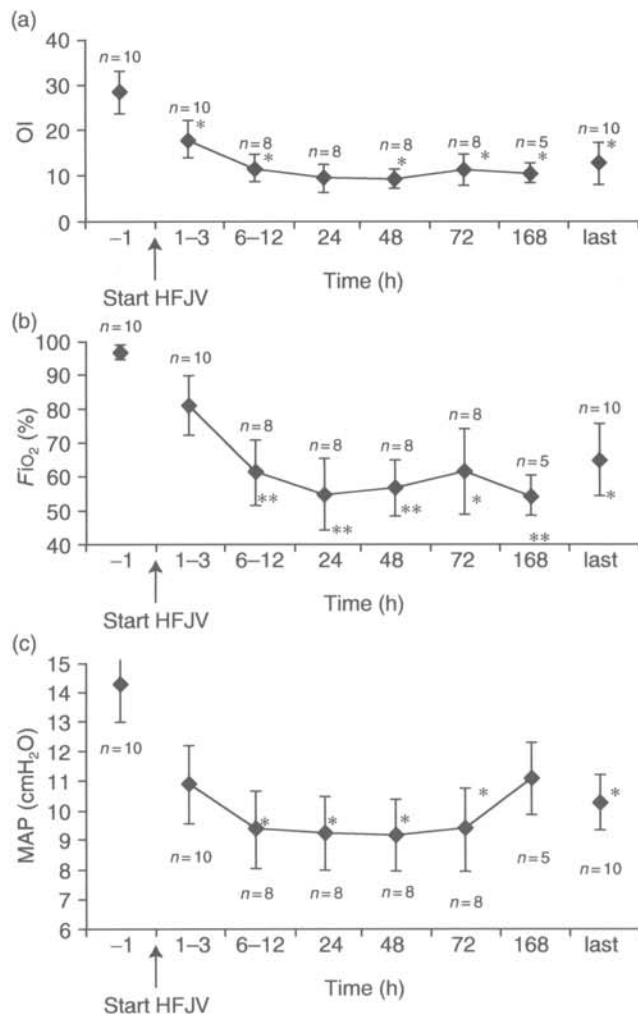 (a)
OI
40
30
20
10
0
n=10
n=10
*
n=8
*
n=8
n=8
*
n=8
*
n=5
*
n=10
*
−1 1–3 6–12 24 48 72 168 last
Time (h)
Start HFJV
(b)
n=10
FIO₂ (%)
100
90
80
70
60
50
40
n=10
n=8
**
n=8
**
n=8
**
n=8
*
n=5
**
n=10
*
−1 1–3 6–12 24 48 72 168 last
Time (h)
Start HFJV
(c)
MAP (cmH₂O)
15
14
13
12
11
10
9
8
7
6
n=10
n=10
*
n=8
*
n=8
*
n=8
*
n=8
n=5
*
n=10
−1 1–3 6–12 24 48 72 168 last
Time (h)
Start HFJV